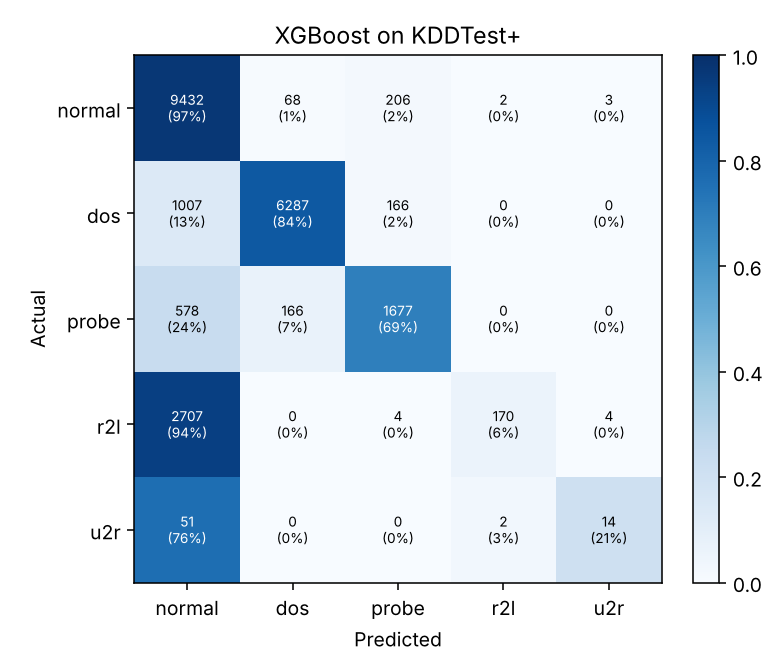 XGBoost on KDDTest+
Actual
normal
dos
probe
r2l
u2r
9432 68 206 2 3
(97%) (1%) (2%) (0%) (0%)
1007 6287 166 0 0
(13%) (84%) (2%) (0%) (0%)
578 166 1677 0 0
(24%) (7%) (69%) (0%) (0%)
2707 0 4 170 4
(94%) (0%) (0%) (6%) (0%)
51 0 0 2 14
(76%) (0%) (0%) (3%) (21%)
normal dos probe r2l u2r
Predicted
1.0
0.8
0.6
0.4
0.2
0.0